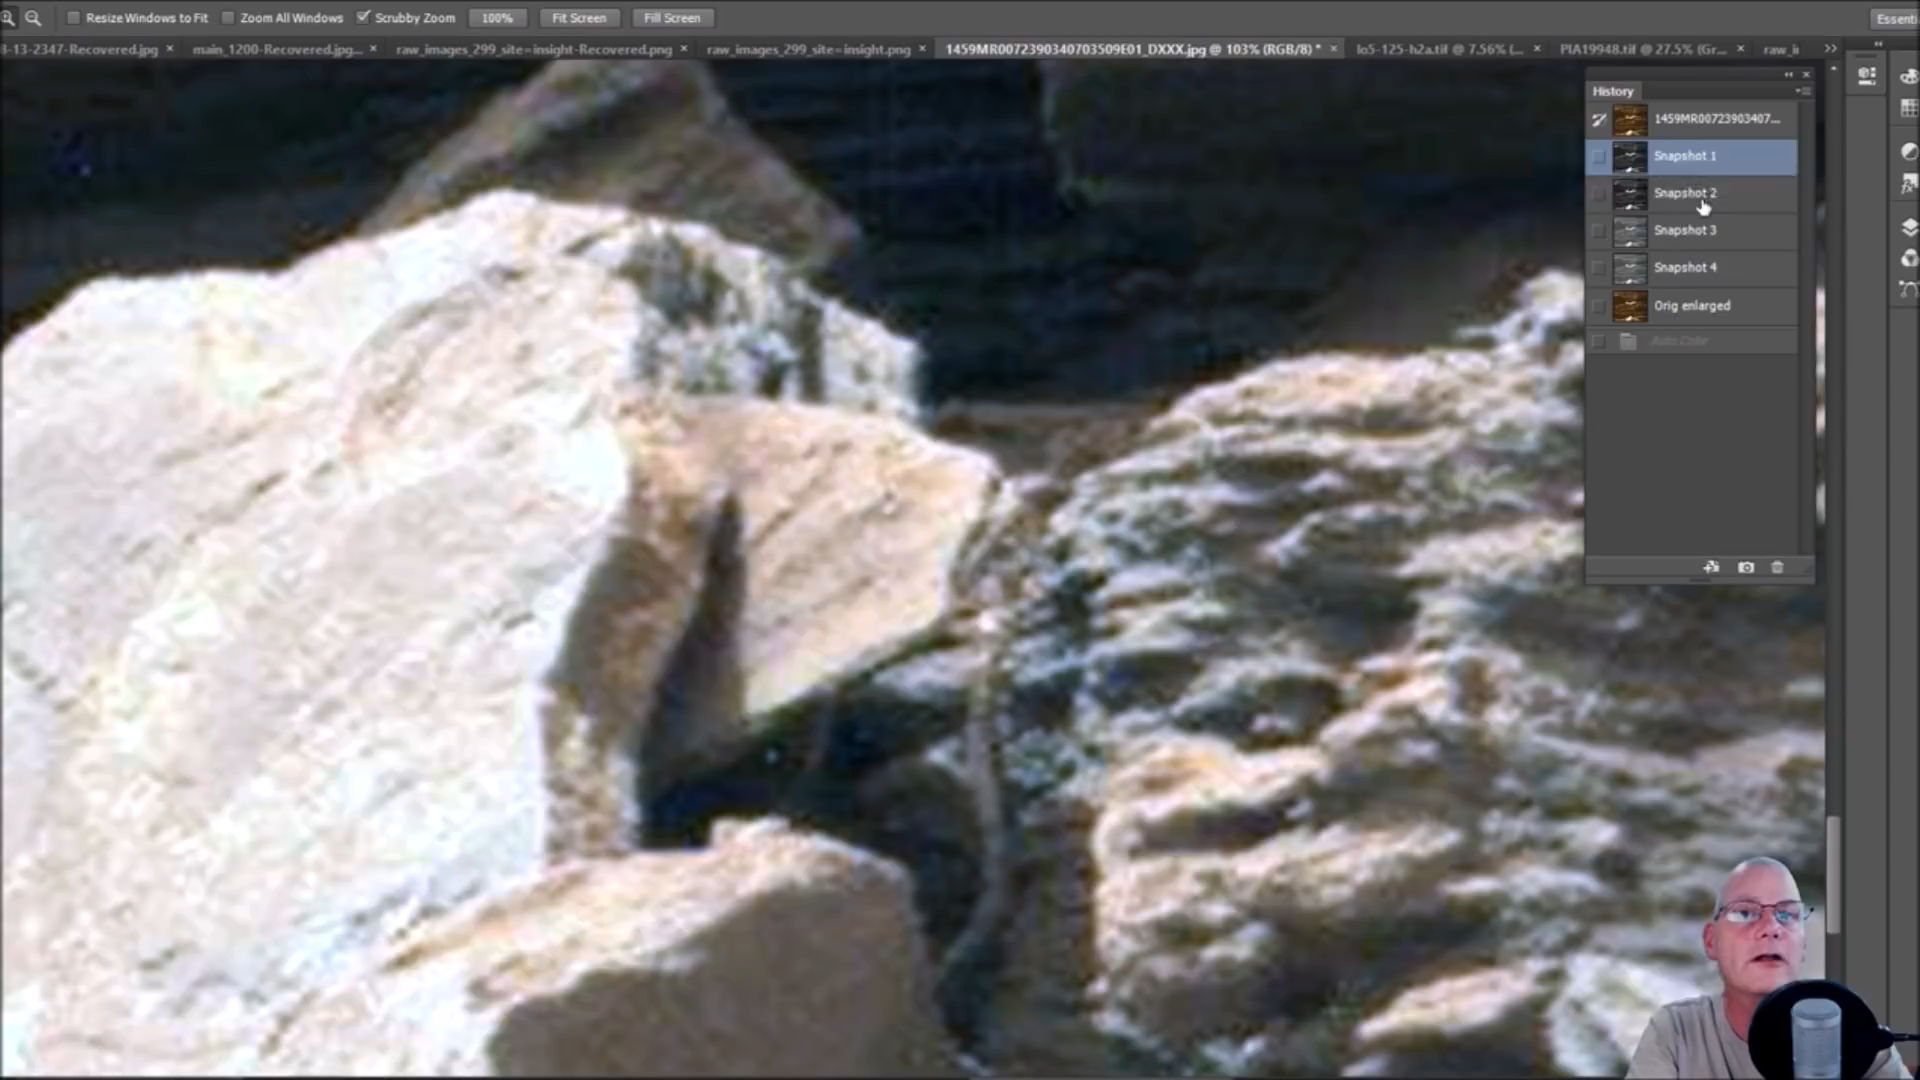 Resize Windows to Fit Zoom All Windows Scrubby Zoom 100% Fit Screen Fill Screen Essenti
8-13-2347-Recovered.jpg × main_1200-Recovered.jpg... × raw_images_299_site=insight-Recovered.png × raw_images_299_site=insight.png × 1459MR0072390340703509E01_DXXX.jpg @ 103% (RGB/8) * × lo5-125-h2a.tif @ 7.56% (... × PIA19948.tif @ 27.5% (Gr... × raw_i
History
1459MR00723903407...
Snapshot 1
Snapshot 2
Snapshot 3
Snapshot 4
Orig enlarged
Auto Color